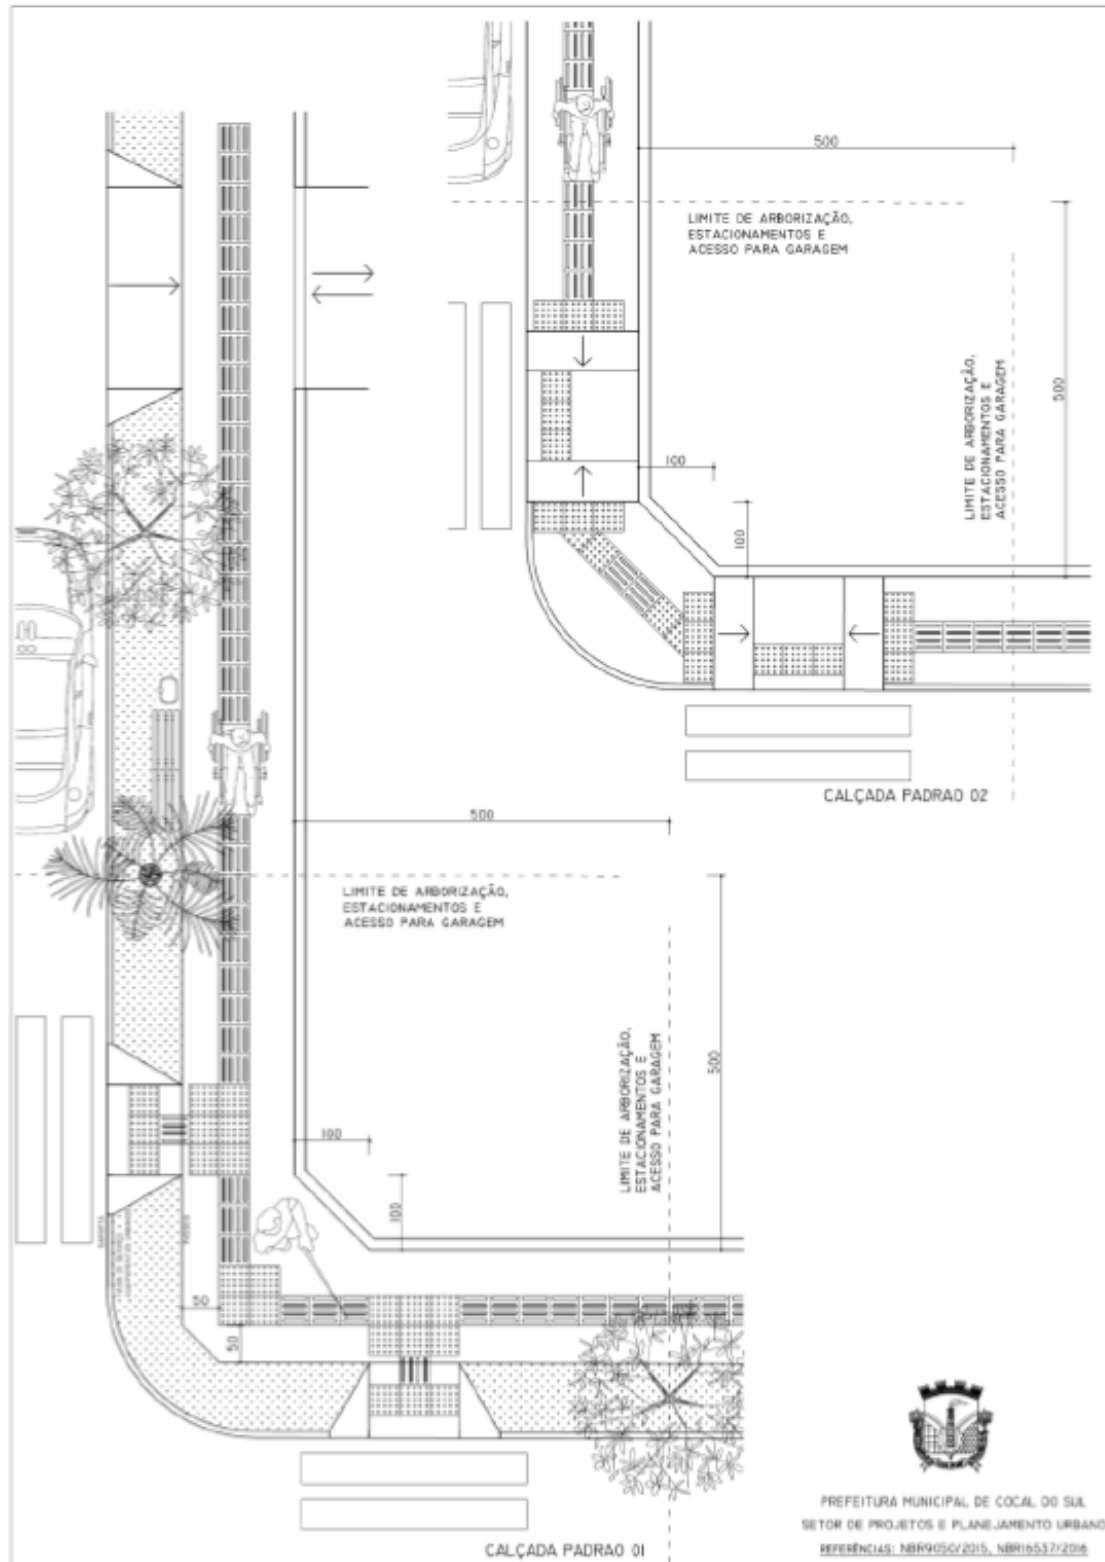 500
LIMITE DE ARBORIZAÇÃO,
ESTACIONAMENTOS E
ACESSO PARA GARAGEM
LIMITE DE ARBORIZAÇÃO,
ESTACIONAMENTOS E
ACESSO PARA GARAGEM
500
100
100
CALÇADA PADRAO 02
500
LIMITE DE ARBORIZAÇÃO,
ESTACIONAMENTOS E
ACESSO PARA GARAGEM
LIMITE DE ARBORIZAÇÃO,
ESTACIONAMENTOS E
ACESSO PARA GARAGEM
500
100
100
50
50
PASSEIO
CALÇADA PADRAO 01
PREFEITURA MUNICIPAL DE COCAL DO SUL
SETOR DE PROJETOS E PLANEJAMENTO URBANO
REFERÊNCIAS: NBR9050/2015, NBR16537/2016